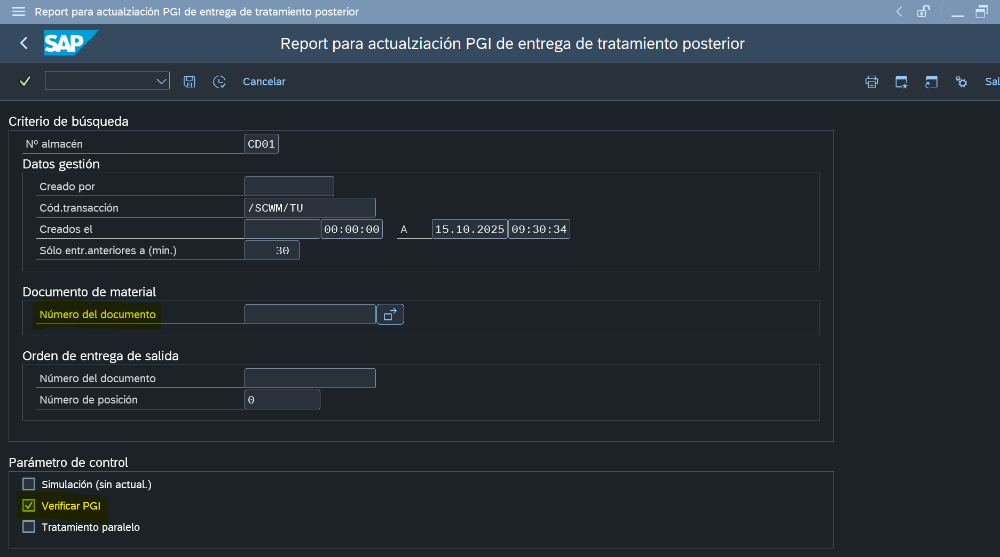 Report para actualziación PGI de entrega de tratamiento posterior
SAP Report para actualziación PGI de entrega de tratamiento posterior
Cancelar Sal
Criterio de búsqueda
Nº almacén CD01
Datos gestión
Creado por
Cód.transacción /SCWM/TU
Creados el 00:00:00 A 15.10.2025 09:30:34
Sólo entr.anteriores a (min.) 30
Documento de material
Número del documento
Orden de entrega de salida
Número del documento
Número de posición 0
Parámetro de control
Simulación (sin actual.)
Verificar PGI
Tratamiento paralelo